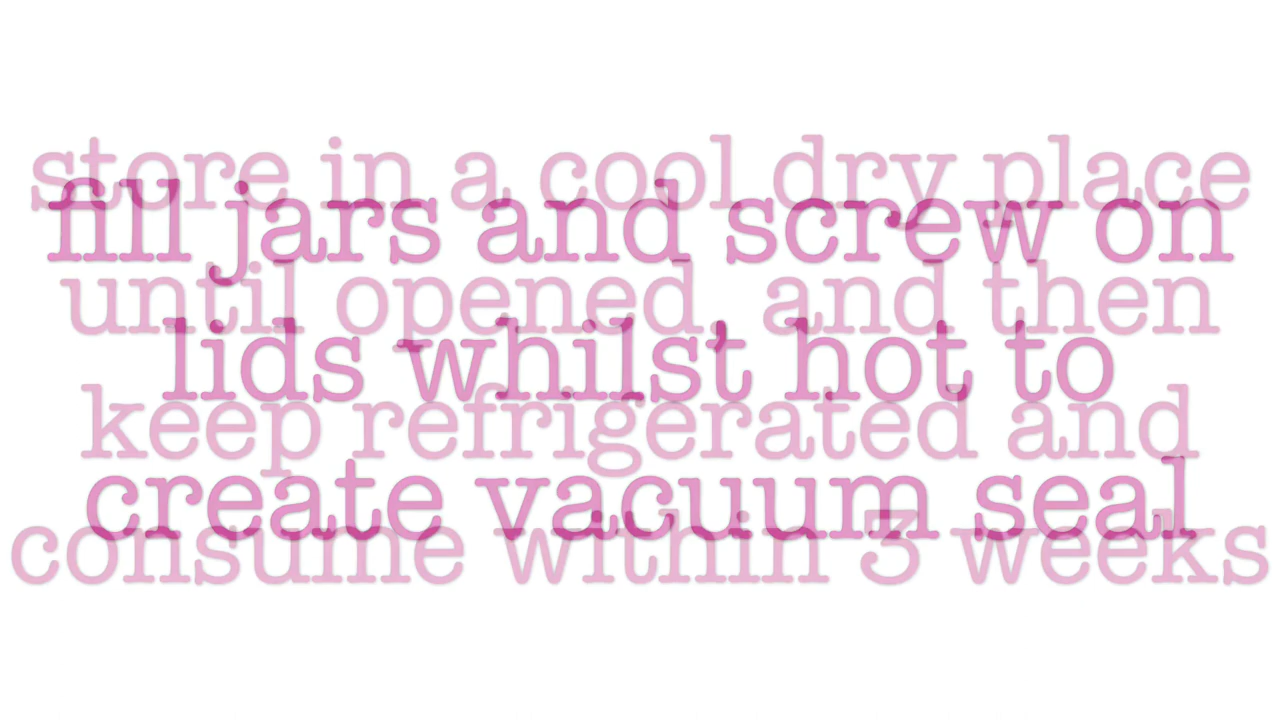 store in a cool dry place
fill jars and screw on
until opened, and then
lids whilst hot to
keep refrigerated and
create vacuum seal
consume within 3 weeks